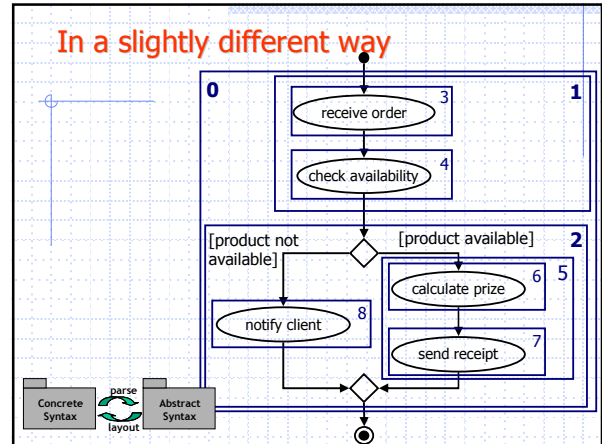 In a slightly different way
0
1
3
receive order
4
check availability
2
[product not
available]
[product available]
5
6
calculate prize
8
notify client
7
send receipt
Concrete
Syntax
parse
layout
Abstract
Syntax